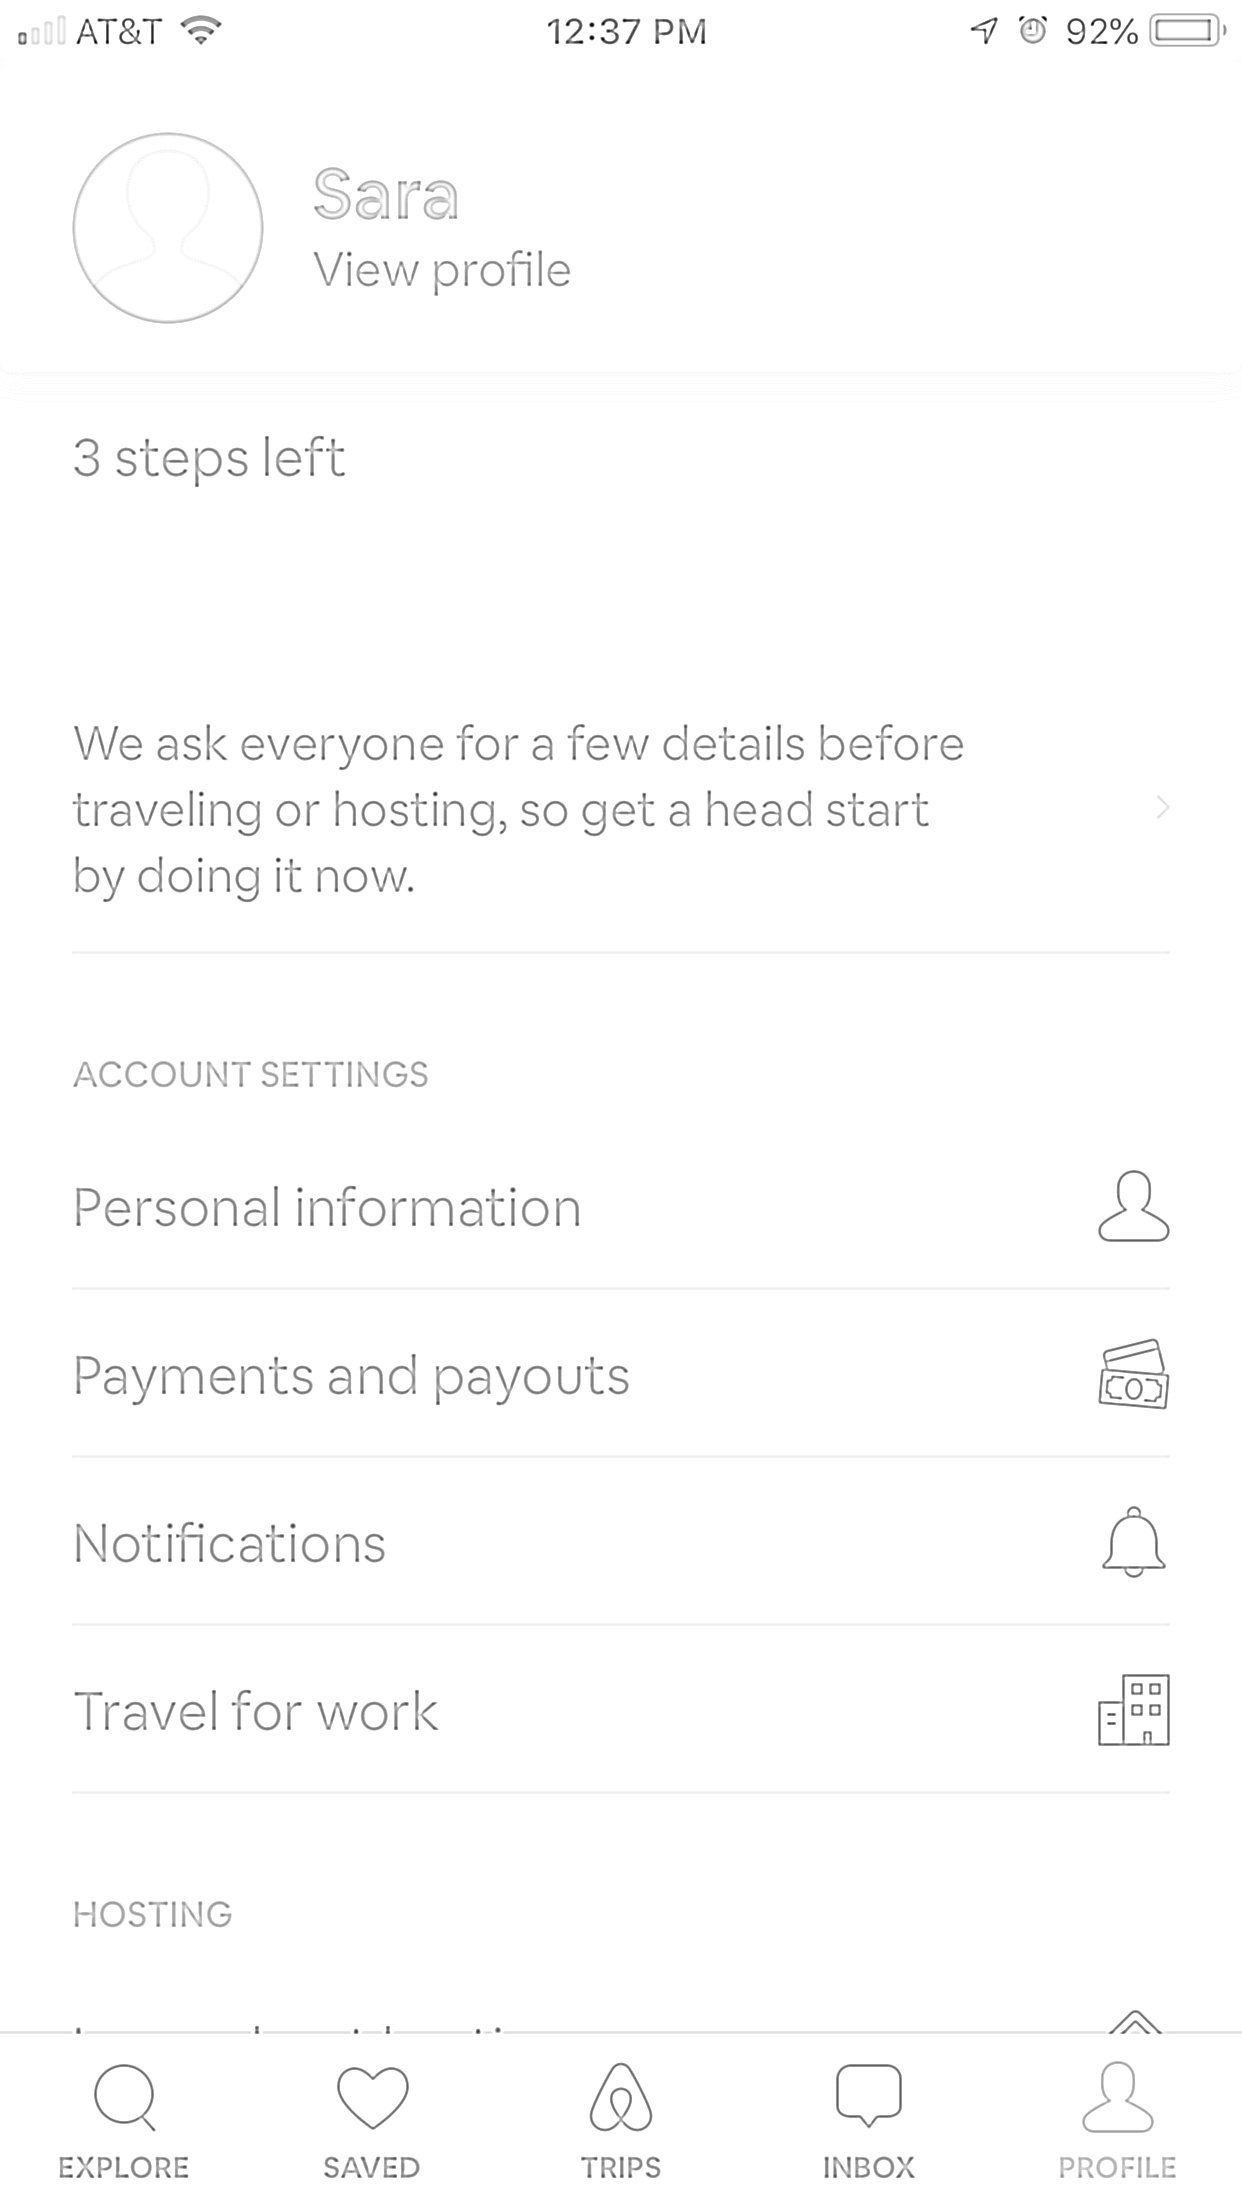 AT&T 12:37 PM 92%
Sara
View profile
3 steps left
We ask everyone for a few details before
traveling or hosting, so get a head start
by doing it now.
ACCOUNT SETTINGS
Personal information
Payments and payouts
Notifications
Travel for work
HOSTING
EXPLORE SAVED TRIPS INBOX PROFILE